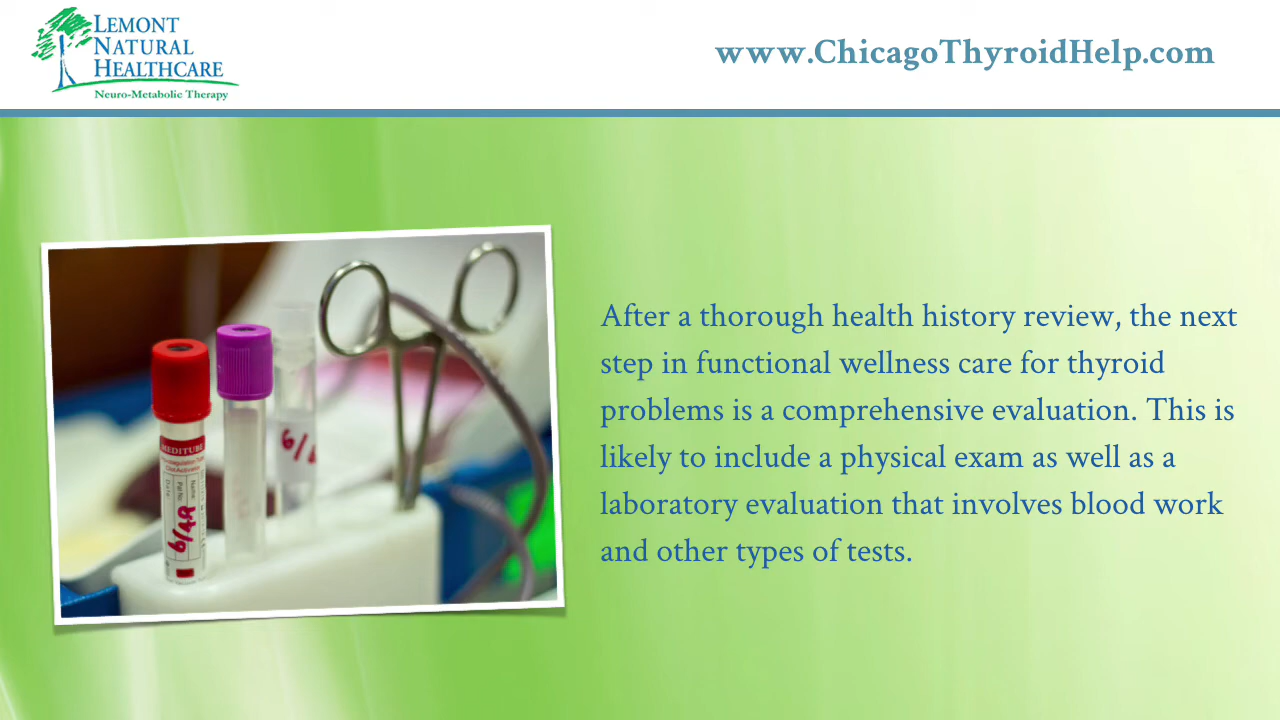 LEMONT
NATURAL
HEALTHCARE
Neuro-Metabolic Therapy
www.ChicagoThyroidHelp.com
After a thorough health history review, the next
step in functional wellness care for thyroid
problems is a comprehensive evaluation. This is
likely to include a physical exam as well as a
laboratory evaluation that involves blood work
and other types of tests.
MEDITUBE
Name: